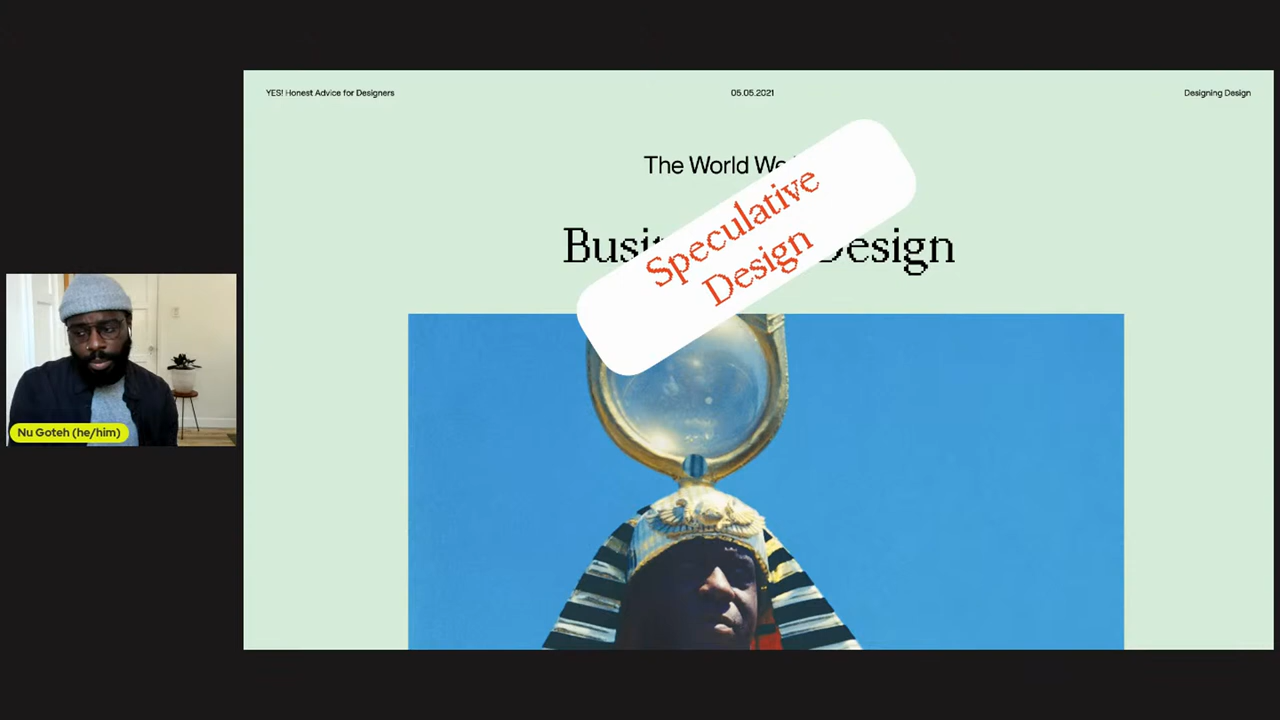 YES! Honest Advice for Designers
05.05.2021
Designing Design
The World
Speculative
Design
Design
Nu Goteh (he/him)